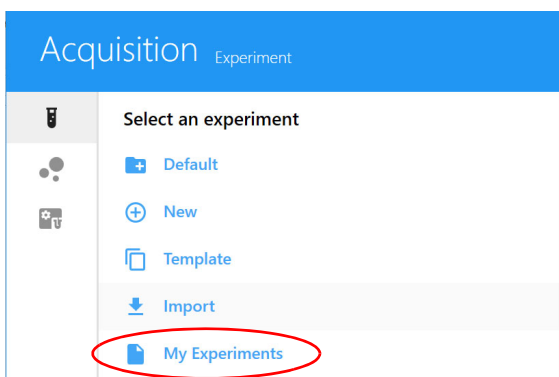 Acquisition Experiment
Select an experiment
Default
New
Template
Import
My Experiments